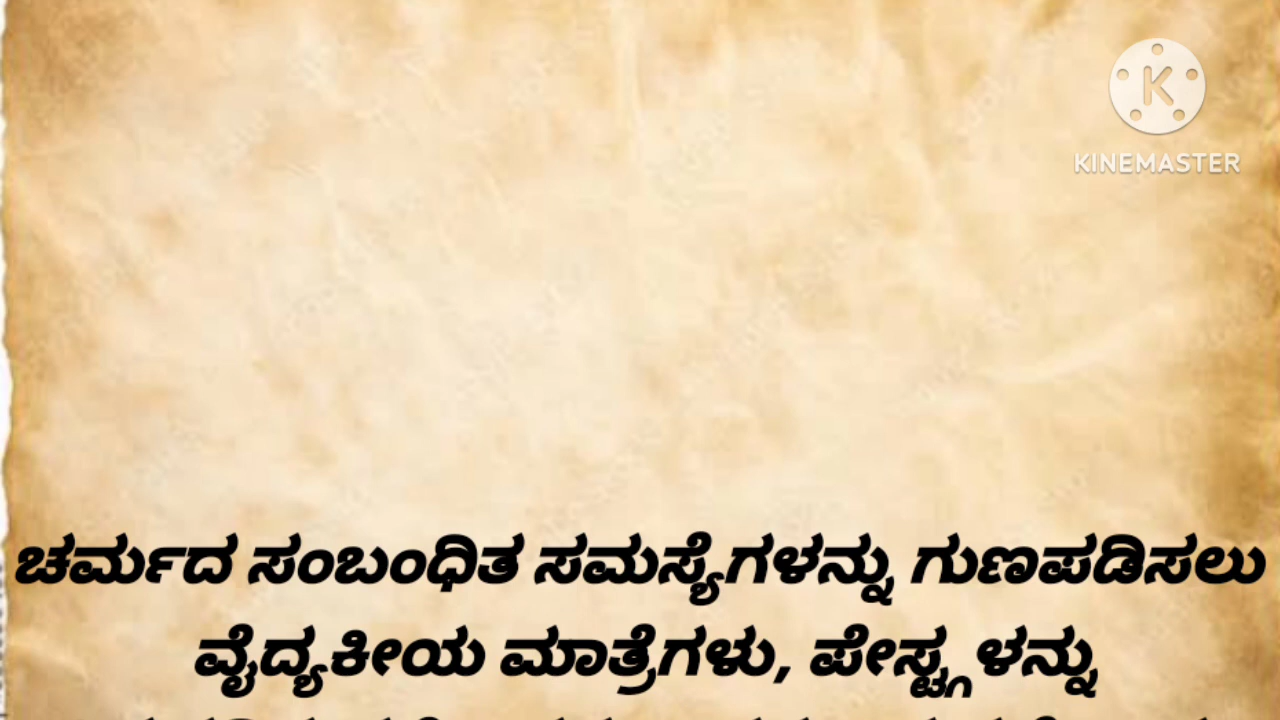 KINEMASTER
ಚರ್ಮದ ಸಂಬಂಧಿತ ಸಮಸ್ಯೆಗಳನ್ನು ಗುಣಪಡಿಸಲು
ವೈದ್ಯಕೀಯ ಮಾತ್ರೆಗಳು, ಪೇಸ್ಟ್ಗಳನ್ನು